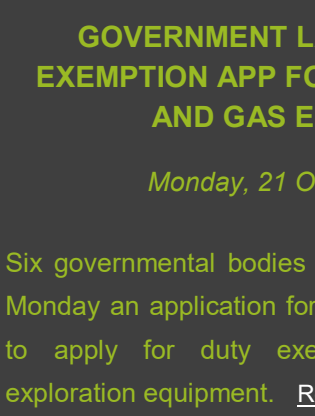 GOVERNMENT L
EXEMPTION APP FO
AND GAS E
Monday, 21 O
Six governmental bodies
Monday an application for
to apply for duty exe
exploration equipment. R